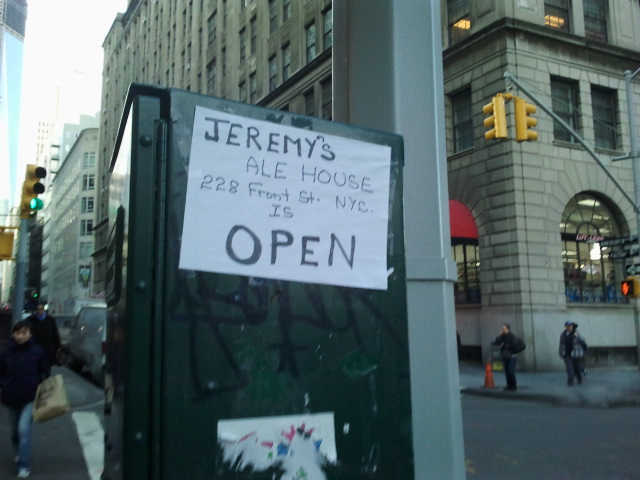 JEREMY'S
ALE HOUSE
228 Front St. NYC.
IS
OPEN